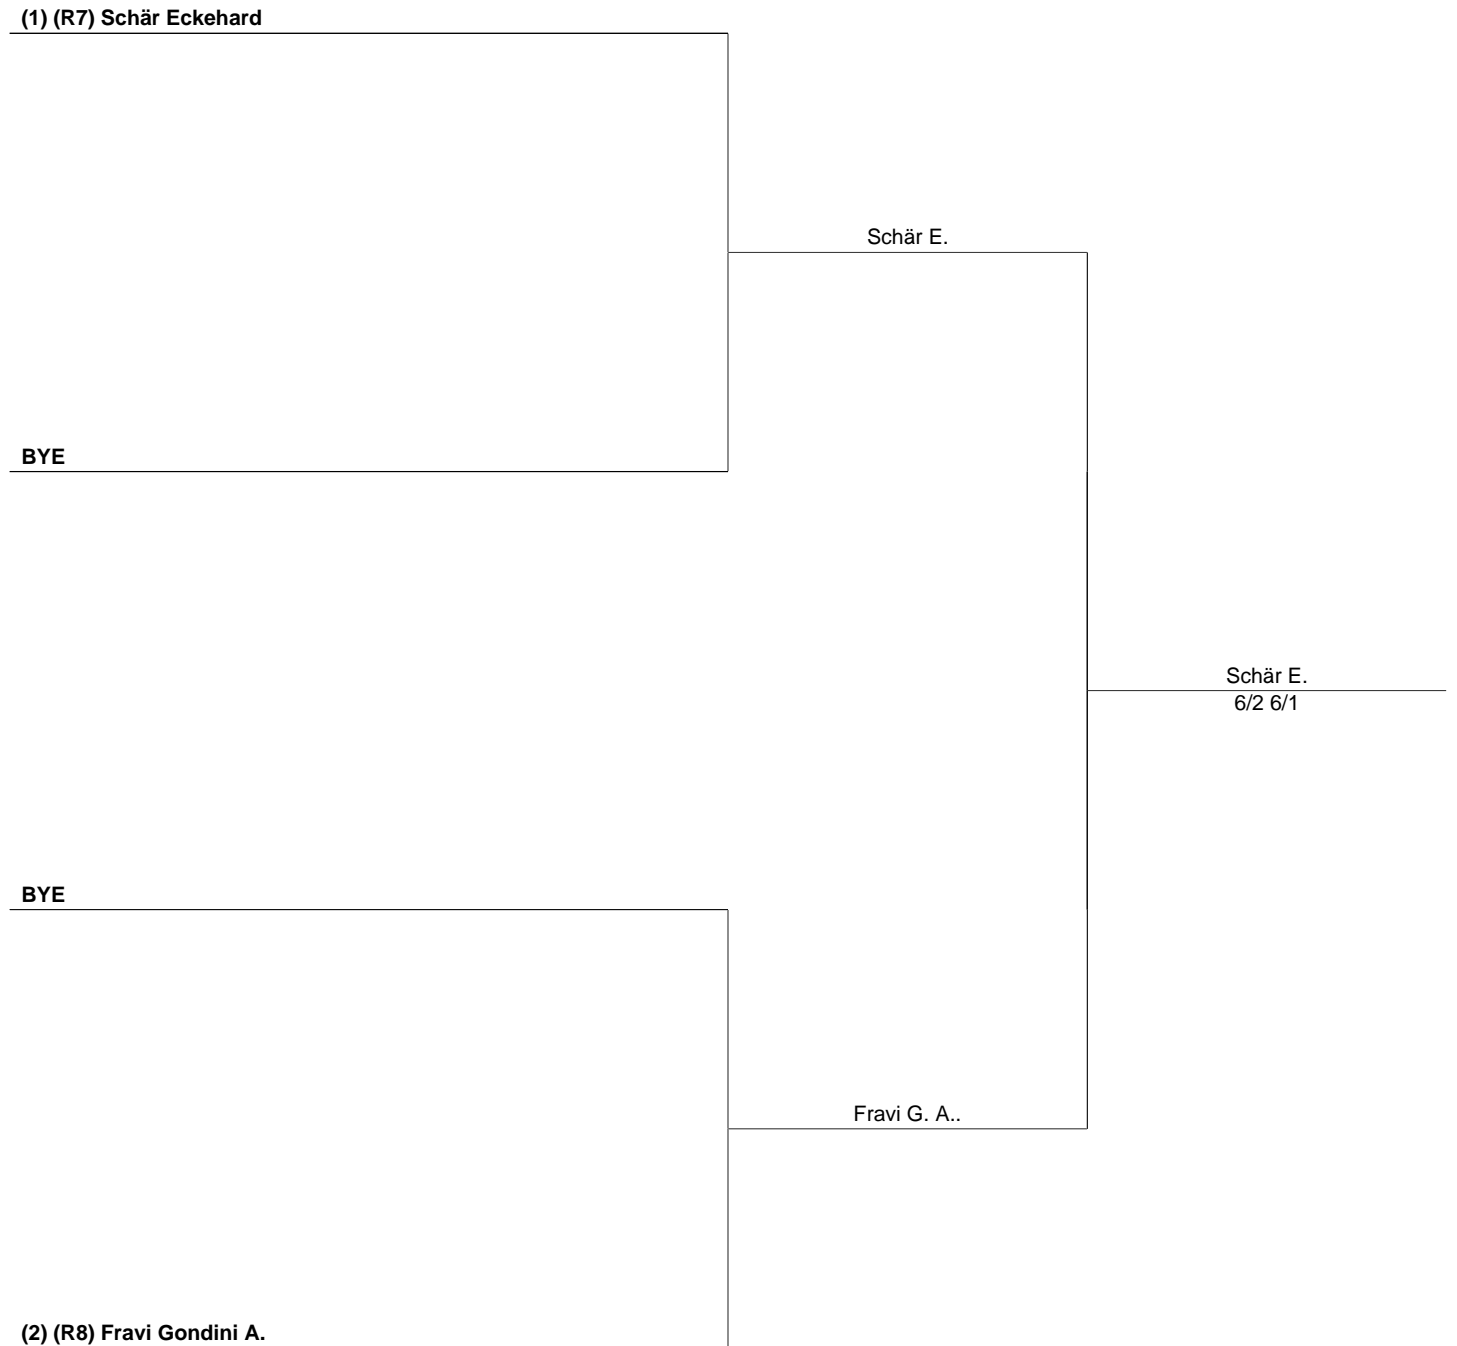 (1) (R7) Schär Eckehard
Schär E.
BYE
Schär E.
6/2 6/1
BYE
Fravi G. A..
(2) (R8) Fravi Gondini A.